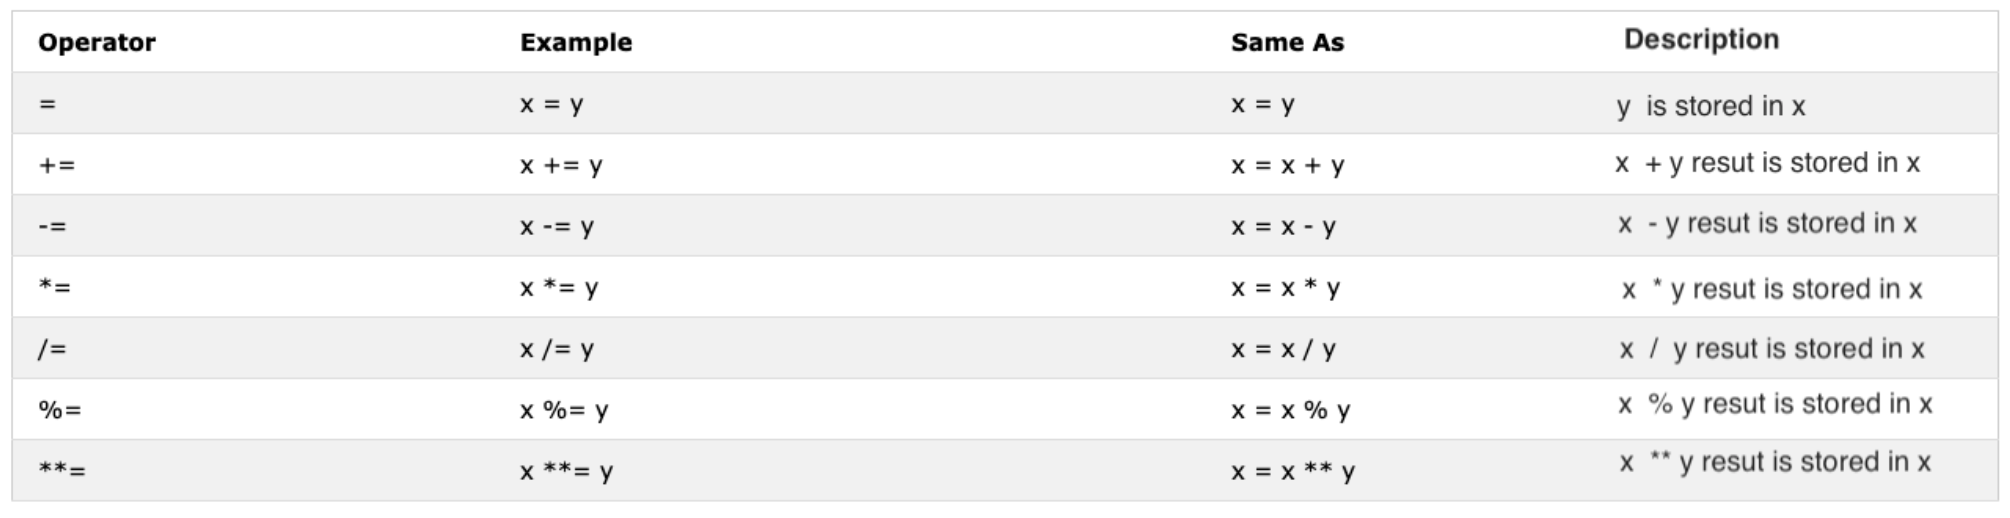 Operator Example Same As Description
= x = y x = y y is stored in x
+= x += y x = x + y x + y resut is stored in x
-= x -= y x = x - y x - y resut is stored in x
*= x *= y x = x * y x * y resut is stored in x
/= x /= y x = x / y x / y resut is stored in x
%= x %= y x = x % y x % y resut is stored in x
**= x **= y x = x ** y x ** y resut is stored in x